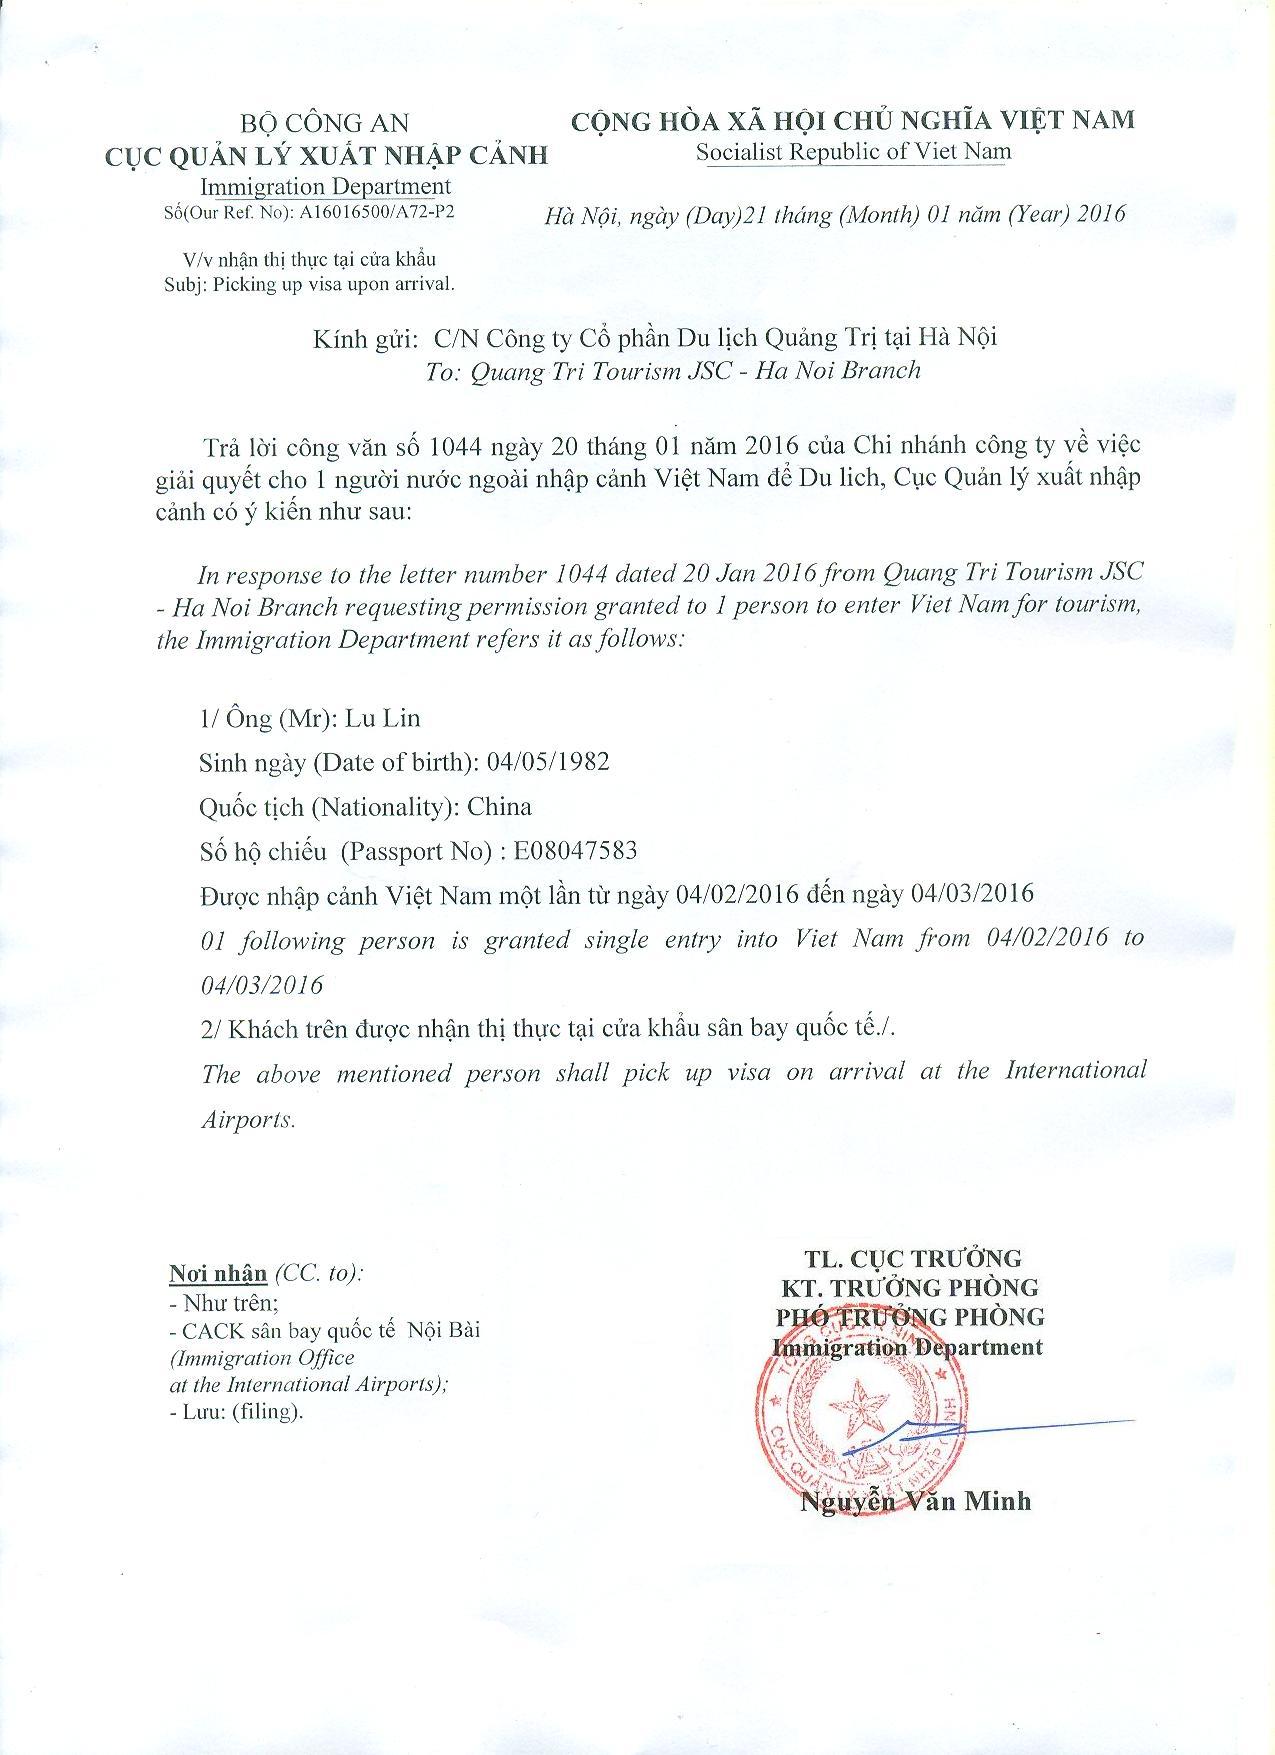 BỘ CÔNG AN
CỤC QUẢN LÝ XUẤT NHẬP CẢNH
Immigration Department
Số(Our Ref. No): A16016500/A72-P2
CỘNG HÒA XÃ HỘI CHỦ NGHĨA VIỆT NAM
Socialist Republic of Viet Nam
Hà Nội, ngày (Day)21 tháng (Month) 01 năm (Year) 2016
V/v nhận thị thực tại cửa khẩu
Subj: Picking up visa upon arrival.
Kính gửi: C/N Công ty Cổ phần Du lịch Quảng Trị tại Hà Nội
To: Quang Tri Tourism JSC - Ha Noi Branch
Trả lời công văn số 1044 ngày 20 tháng 01 năm 2016 của Chi nhánh công ty về việc
giải quyết cho 1 người nước ngoài nhập cảnh Việt Nam để Du lich, Cục Quản lý xuất nhập
cảnh có ý kiến như sau:
In response to the letter number 1044 dated 20 Jan 2016 from Quang Tri Tourism JSC
- Ha Noi Branch requesting permission granted to 1 person to enter Viet Nam for tourism,
the Immigration Department refers it as follows:
1/ Ông (Mr): Lu Lin
Sinh ngày (Date of birth): 04/05/1982
Quốc tịch (Nationality): China
Số hộ chiếu (Passport No) : E08047583
Được nhập cảnh Việt Nam một lần từ ngày 04/02/2016 đến ngày 04/03/2016
01 following person is granted single entry into Viet Nam from 04/02/2016 to
04/03/2016
2/ Khách trên được nhận thị thực tại cửa khẩu sân bay quốc tế./.
The above mentioned person shall pick up visa on arrival at the International
Airports.
Nơi nhận (CC. to):
- Như trên;
- CACK sân bay quốc tế Nội Bài
(Immigration Office
at the International Airports);
- Lưu: (filing).
TL. CỤC TRƯỞNG
KT. TRƯỞNG PHÒNG
PHÓ TRƯỞNG PHÒNG
Immigration Department
TỔNG CỤC AN NINH
CỤC QUẢN LÝ XUẤT NHẬP CẢNH
Nguyễn Văn Minh